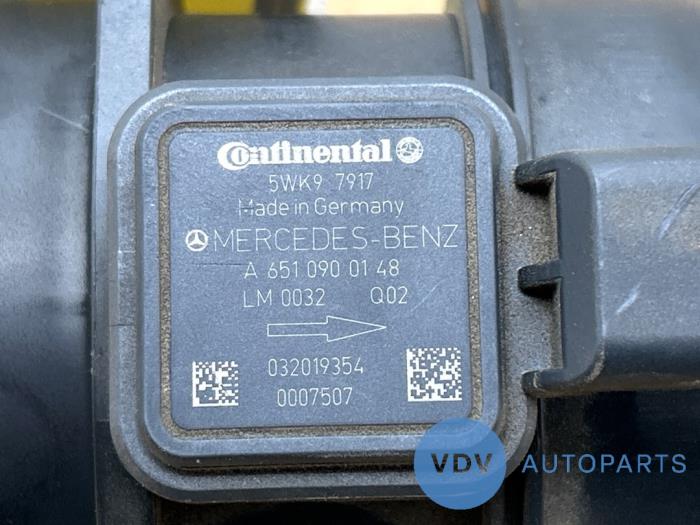 Continental
5WK9 7917
Made in Germany
MERCEDES-BENZ
A 651 090 01 48
LM 0032 Q02
032019354
0007507
VDV AUTOPARTS